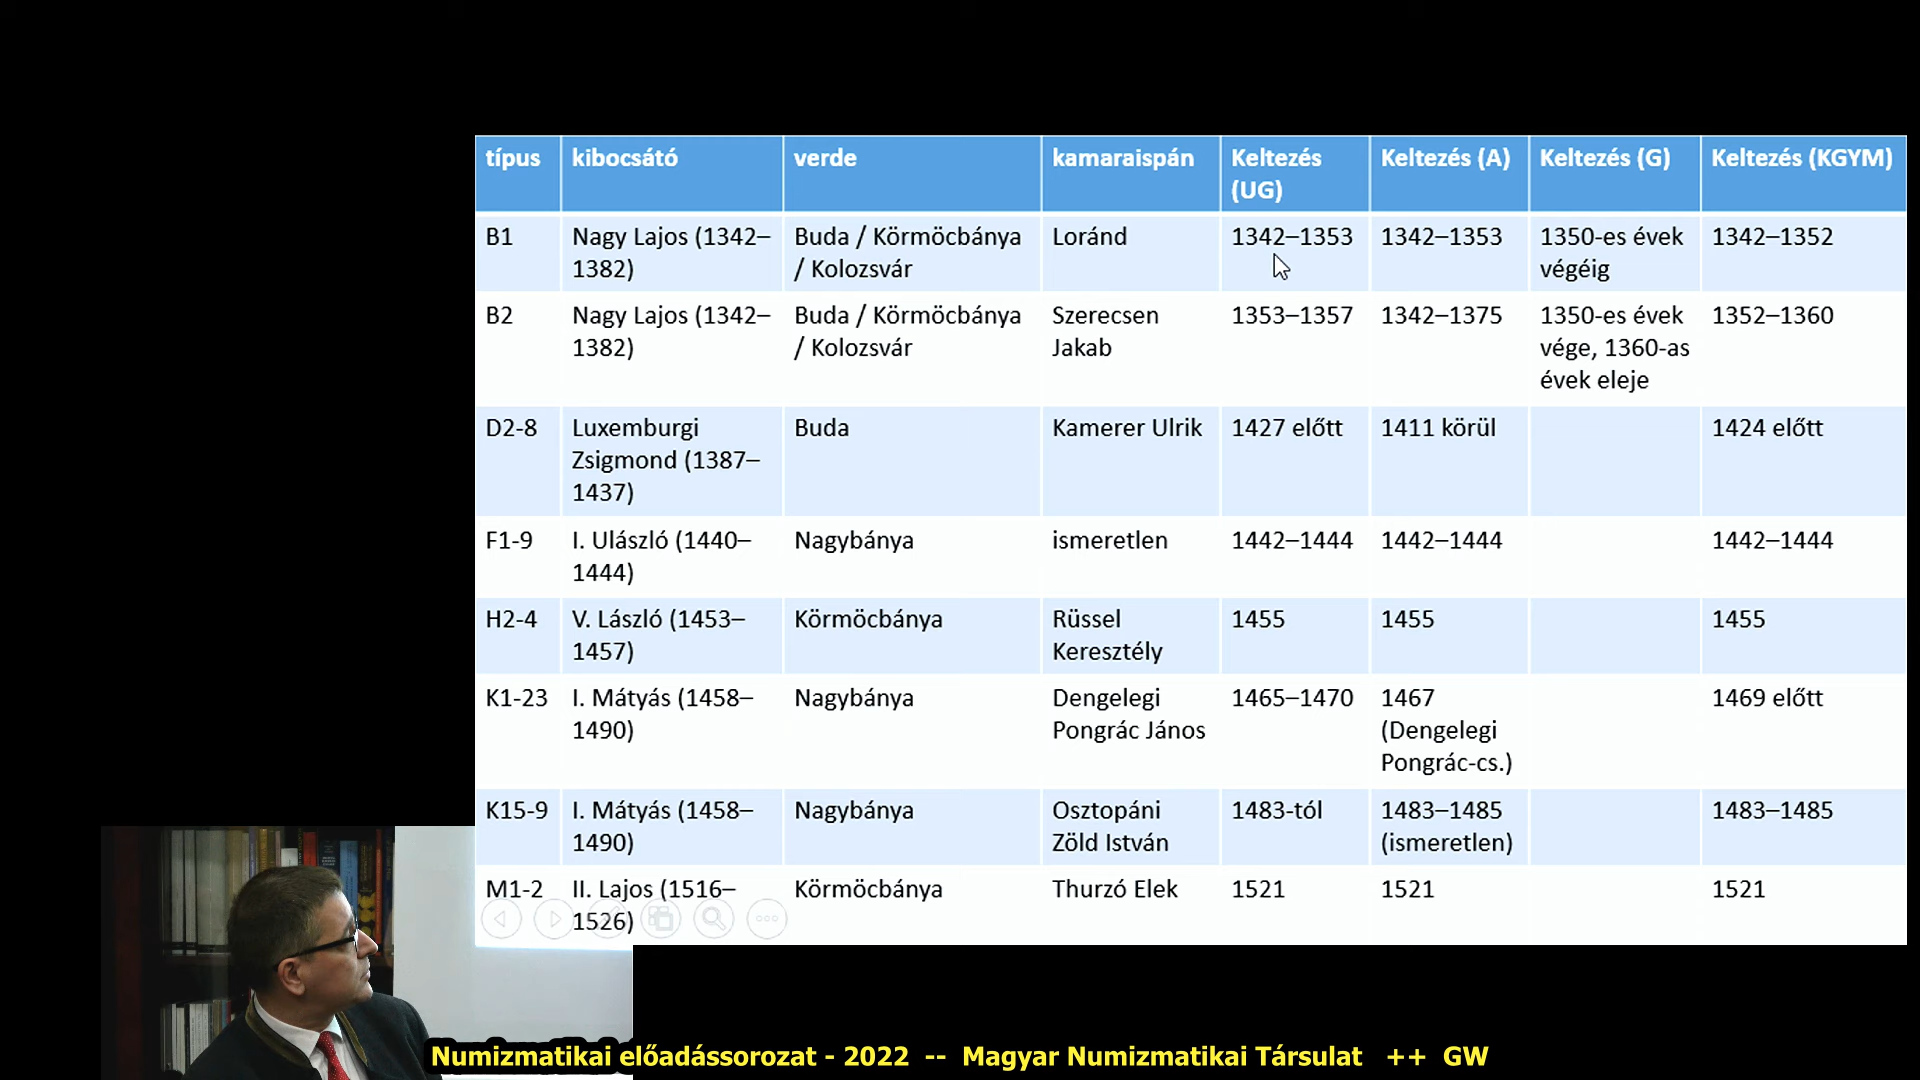 típus kibocsátó verde kamaraispán Keltezés (UG) Keltezés (A) Keltezés (G) Keltezés (KGYM)
B1 Nagy Lajos (1342–1382) Buda / Körmöcbánya / Kolozsvár Loránd 1342–1353 1342–1353 1350-es évek végéig 1342–1352
B2 Nagy Lajos (1342–1382) Buda / Körmöcbánya / Kolozsvár Szerecsen Jakab 1353–1357 1342–1375 1350-es évek vége, 1360-as évek eleje 1352–1360
D2-8 Luxemburgi Zsigmond (1387–1437) Buda Kamerer Ulrik 1427 előtt 1411 körül 1424 előtt
F1-9 I. Ulászló (1440–1444) Nagybánya ismeretlen 1442–1444 1442–1444 1442–1444
H2-4 V. László (1453–1457) Körmöcbánya Rüssel Keresztély 1455 1455 1455
K1-23 I. Mátyás (1458–1490) Nagybánya Dengelegi Pongrác János 1465–1470 1467 (Dengelegi Pongrác-cs.) 1469 előtt
K15-9 I. Mátyás (1458–1490) Nagybánya Osztopáni Zöld István 1483-tól 1483–1485 (ismeretlen) 1483–1485
M1-2 II. Lajos (1516–1526) Körmöcbánya Thurzó Elek 1521 1521 1521
Numizmatikai előadássorozat - 2022 -- Magyar Numizmatikai Társulat ++ GW